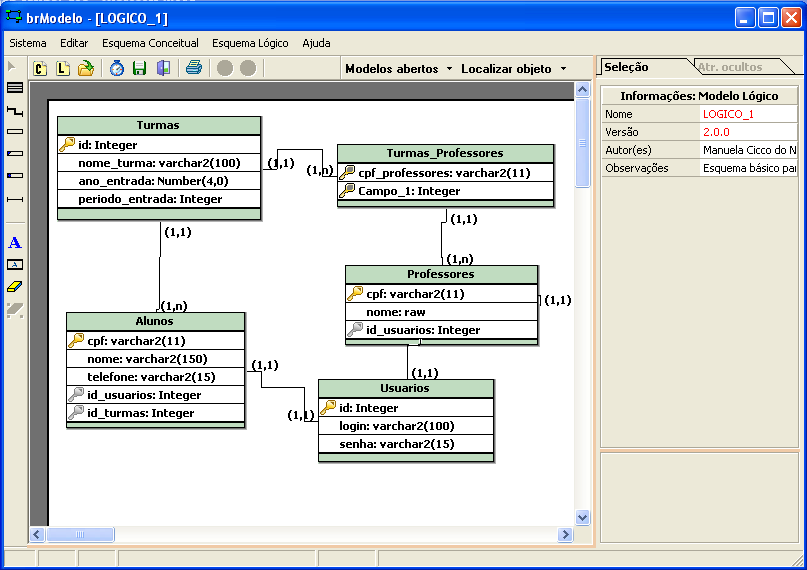 brModelo - [LOGICO_1]
Sistema Editar Esquema Conceitual Esquema Lógico Ajuda
C L Modelos abertos Localizar objeto
Seleção Atr. ocultos
Informações: Modelo Lógico
Nome LOGICO_1
Versão 2.0.0
Autor(es) Manuela Cicco do N
Observações Esquema básico par
A
A
Turmas
id: Integer
nome_turma: varchar2(100)
ano_entrada: Number(4,0)
periodo_entrada: Integer
(1,1)
(1,n)
Turmas_Professores
cpf_professores: varchar2(11)
Campo_1: Integer
(1,1)
(1,1)
(1,n)
Professores
cpf: varchar2(11)
nome: raw
id_usuarios: Integer
(1,1)
(1,n)
Alunos
cpf: varchar2(11)
nome: varchar2(150)
telefone: varchar2(15)
id_usuarios: Integer
id_turmas: Integer
(1,1)
(1,1)
(1,1)
Usuarios
id: Integer
login: varchar2(100)
senha: varchar2(15)